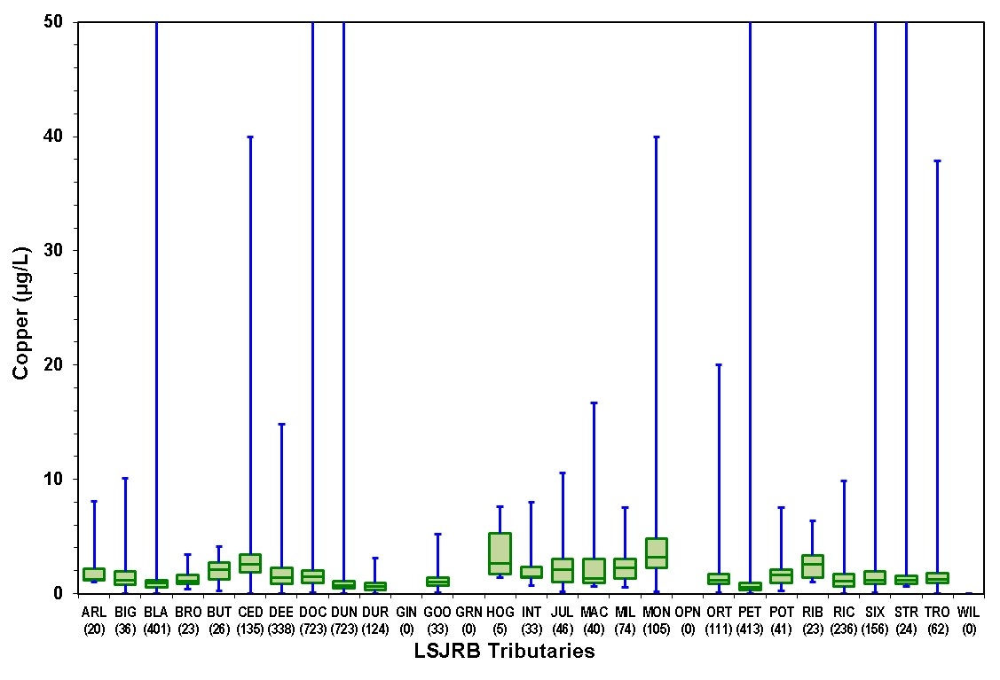 50
40
30
20
10
0
Copper (µg/L)
ARL BIG BLA BRO BUT CED DEE DOC DUN DUR GIN GOO GRN HOG INT JUL MAC MIL MON OPN ORT PET POT RIB RIC SIX STR TRO WIL
(20) (36) (401) (23) (26) (135) (338) (723) (723) (124) (0) (33) (0) (5) (33) (46) (40) (74) (105) (0) (111) (413) (41) (23) (236) (156) (24) (62) (0)
LSJRB Tributaries